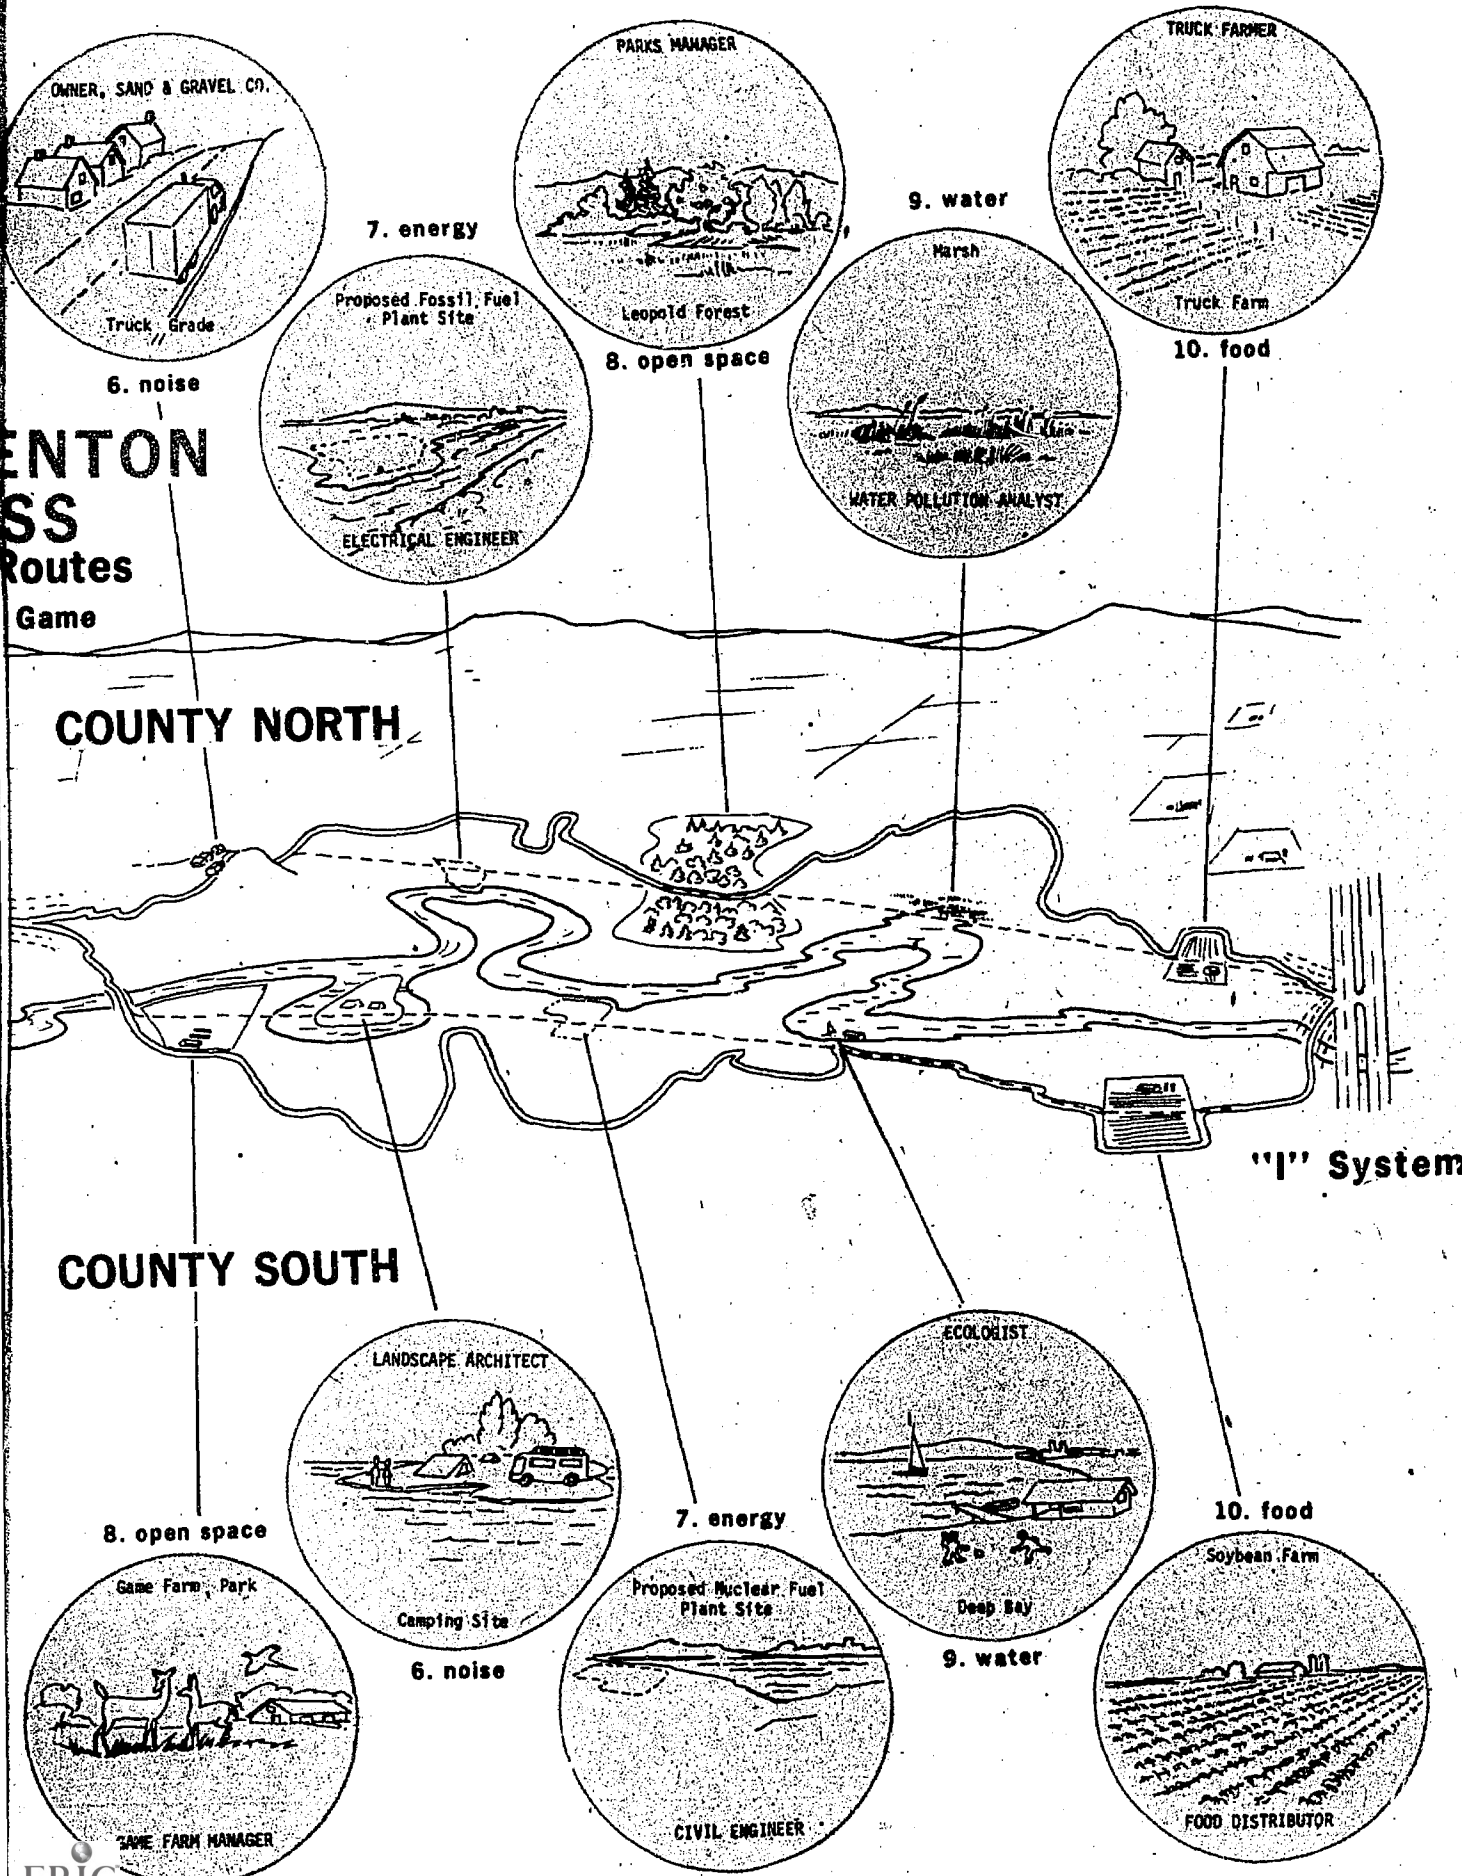 OWNER, SAND & GRAVEL CO.
Truck Grade
6. noise
7. energy
Proposed Fossil Fuel
Plant Site
ELECTRICAL ENGINEER
PARKS MANAGER
Leopold Forest
8. open space
9. water
Marsh
WATER POLLUTION ANALYST
TRUCK FARMER
Truck Farm
10. food
ENTON
SS
Routes
Game
COUNTY NORTH
"I" System
COUNTY SOUTH
8. open space
Game Farm Park
GAME FARM MANAGER
LANDSCAPE ARCHITECT
Camping Site
6. noise
7. energy
Proposed Nuclear Fuel
Plant Site
CIVIL ENGINEER
ECOLOGIST
Deep Bay
9. water
10. food
Soybean Farm
FOOD DISTRIBUTOR
ERIC